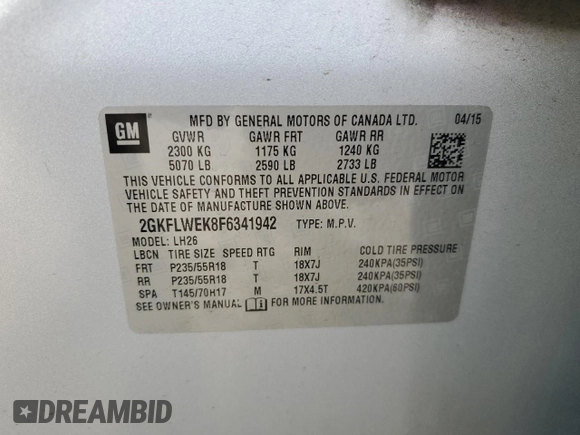 GM
MFD BY GENERAL MOTORS OF CANADA LTD. 04/15
GVWR GAWR FRT GAWR RR
2300 KG 1175 KG 1240 KG
5070 LB 2590 LB 2733 LB
THIS VEHICLE CONFORMS TO ALL APPLICABLE U.S. FEDERAL MOTOR
VEHICLE SAFETY AND THEFT PREVENTION STANDARDS IN EFFECT ON
THE DATE OF MANUFACTURE SHOWN ABOVE.
2GKFLWEK8F6341942 TYPE: M.P.V.
MODEL: LH26
LBCN TIRE SIZE SPEED RTG RIM COLD TIRE PRESSURE
FRT P235/55R18 T 18X7J 240KPA(35PSI)
RR P235/55R18 T 18X7J 240KPA(35PSI)
SPA T145/70R17 M 17X4.5T 420KPA(60PSI)
SEE OWNER'S MANUAL FOR MORE INFORMATION.
DREAMBID